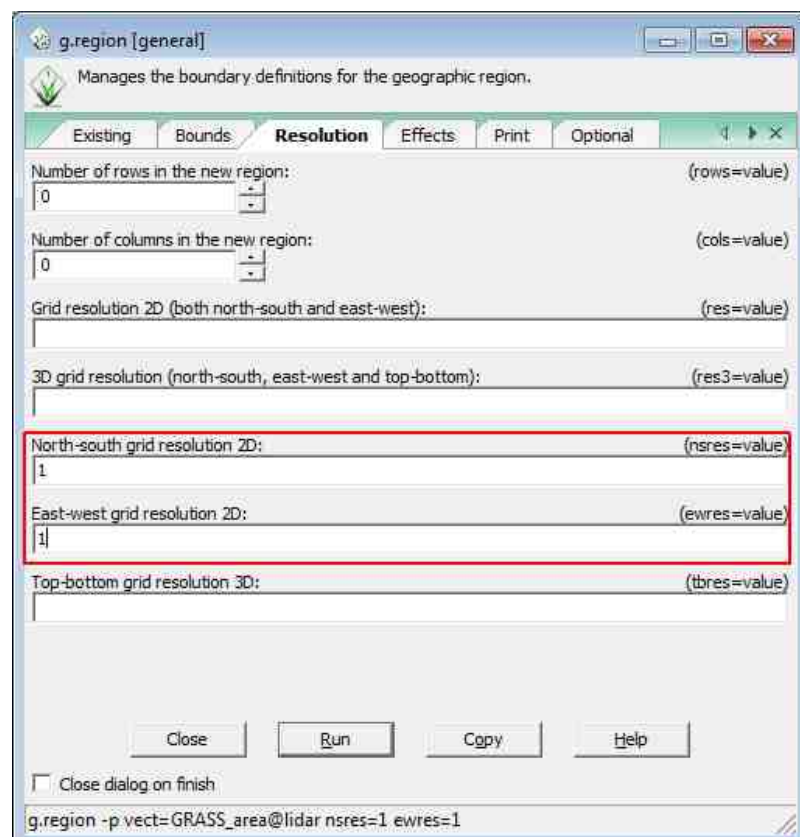 g.region [general]
Manages the boundary definitions for the geographic region.
Existing Bounds Resolution Effects Print Optional
Number of rows in the new region: (rows=value)
0
Number of columns in the new region: (cols=value)
0
Grid resolution 2D (both north-south and east-west): (res=value)
3D grid resolution (north-south, east-west and top-bottom): (res3=value)
North-south grid resolution 2D: (nsres=value)
1
East-west grid resolution 2D: (ewres=value)
1
Top-bottom grid resolution 3D: (tbres=value)
Close Run Copy Help
Close dialog on finish
g.region -p vect=GRASS_area@lidar nsres=1 ewres=1